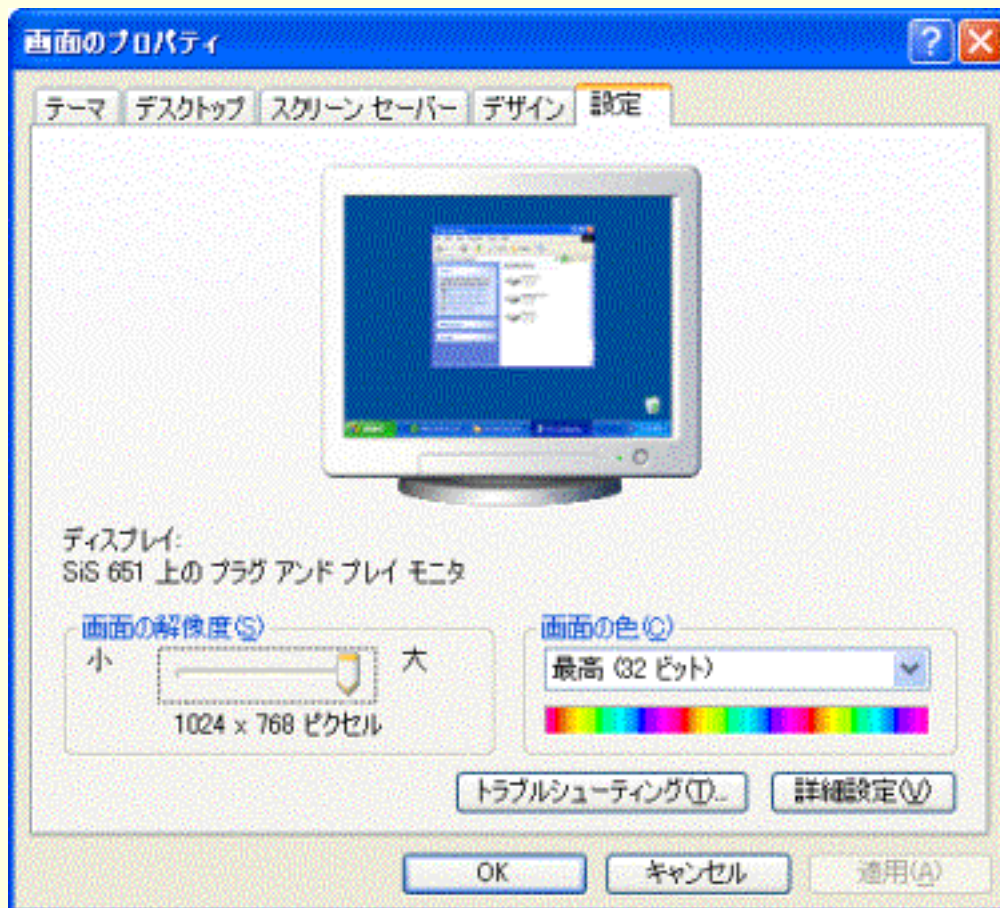 画面のプロパティ
テーマ デスクトップ スクリーン セーバー デザイン 設定
ディスプレイ:
SiS 651 上の プラグ アンド プレイ モニタ
画面の解像度(S)
小 大
1024 x 768 ピクセル
画面の色(C)
最高 (32 ビット)
トラブルシューティング(T)... 詳細設定(V)
OK キャンセル 適用(A)